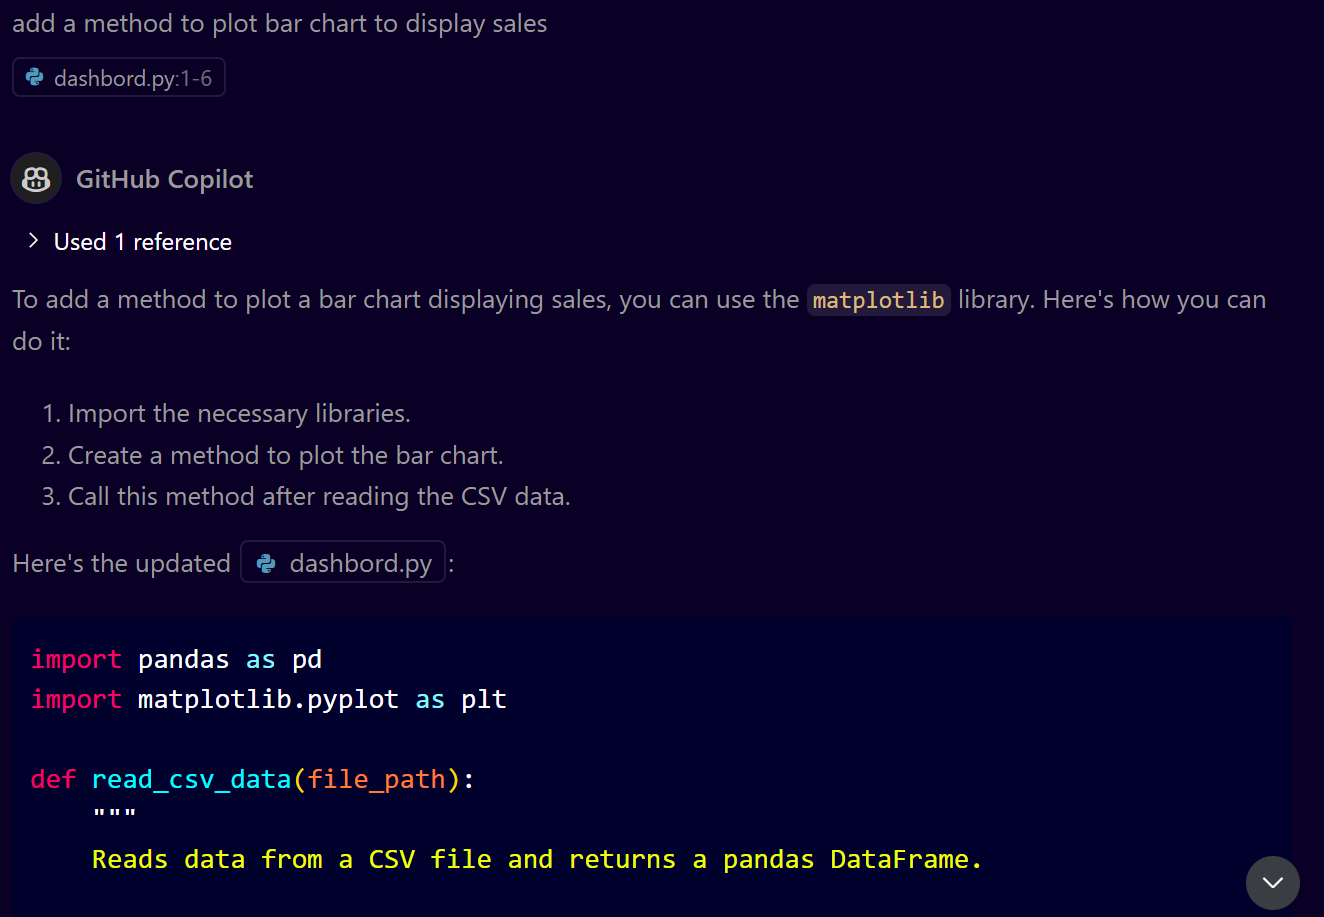 add a method to plot bar chart to display sales
dashbord.py:1-6
GitHub Copilot
Used 1 reference
To add a method to plot a bar chart displaying sales, you can use the matplotlib library. Here's how you can
do it:
1. Import the necessary libraries.
2. Create a method to plot the bar chart.
3. Call this method after reading the CSV data.
Here's the updated dashbord.py :
import pandas as pd
import matplotlib.pyplot as plt
def read_csv_data(file_path):
"""
Reads data from a CSV file and returns a pandas DataFrame.